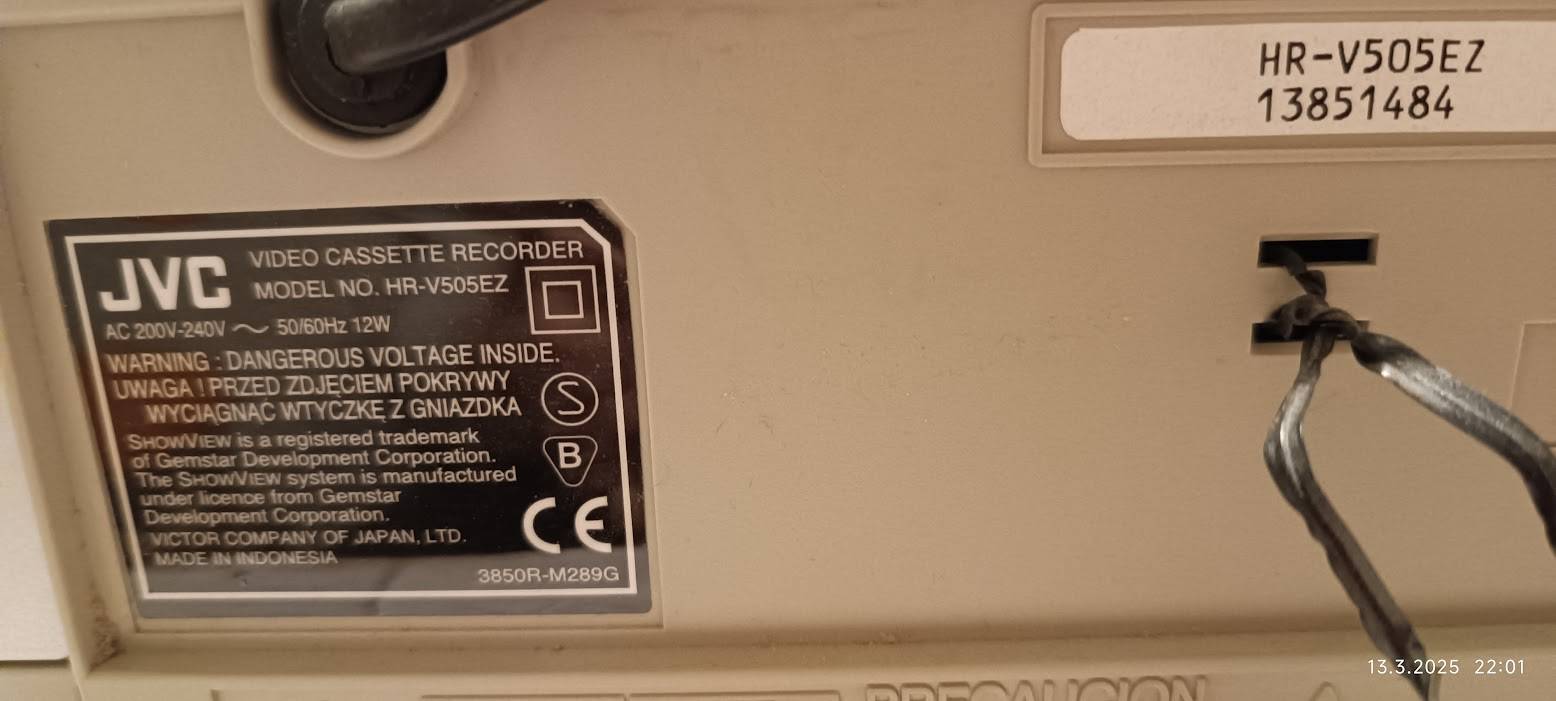 HR-V505EZ
13851484
JVC
VIDEO CASSETTE RECORDER
MODEL NO. HR-V505EZ
AC 200V-240V ~ 50/60Hz 12W
WARNING : DANGEROUS VOLTAGE INSIDE.
UWAGA ! PRZED ZDJĘCIEM POKRYWY
WYCIĄGNĄĆ WTYCZKĘ Z GNIAZDKA
S
B
SHOWVIEW is a registered trademark
of Gemstar Development Corporation.
The SHOWVIEW system is manufactured
under licence from Gemstar
Development Corporation.
CE
VICTOR COMPANY OF JAPAN, LTD.
MADE IN INDONESIA
3850R-M289G
PRECAUCION
13.3.2025 22:01